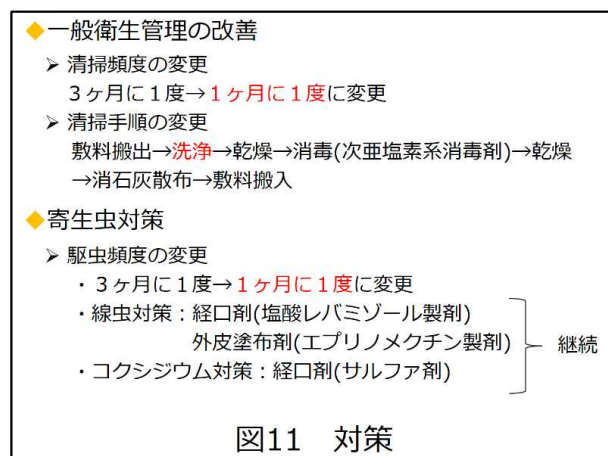 ◆一般衛生管理の改善
➢ 清掃頻度の変更
３ヶ月に１度→１ヶ月に１度に変更
➢ 清掃手順の変更
敷料搬出→洗浄→乾燥→消毒(次亜塩素系消毒剤)→乾燥
→消石灰散布→敷料搬入
◆寄生虫対策
➢ 駆虫頻度の変更
・３ヶ月に１度→１ヶ月に１度に変更
・線虫対策：経口剤(塩酸レバミゾール製剤)
外皮塗布剤(エプリノメクチン製剤)
・コクシジウム対策：経口剤(サルファ剤)
継続
図11　対策